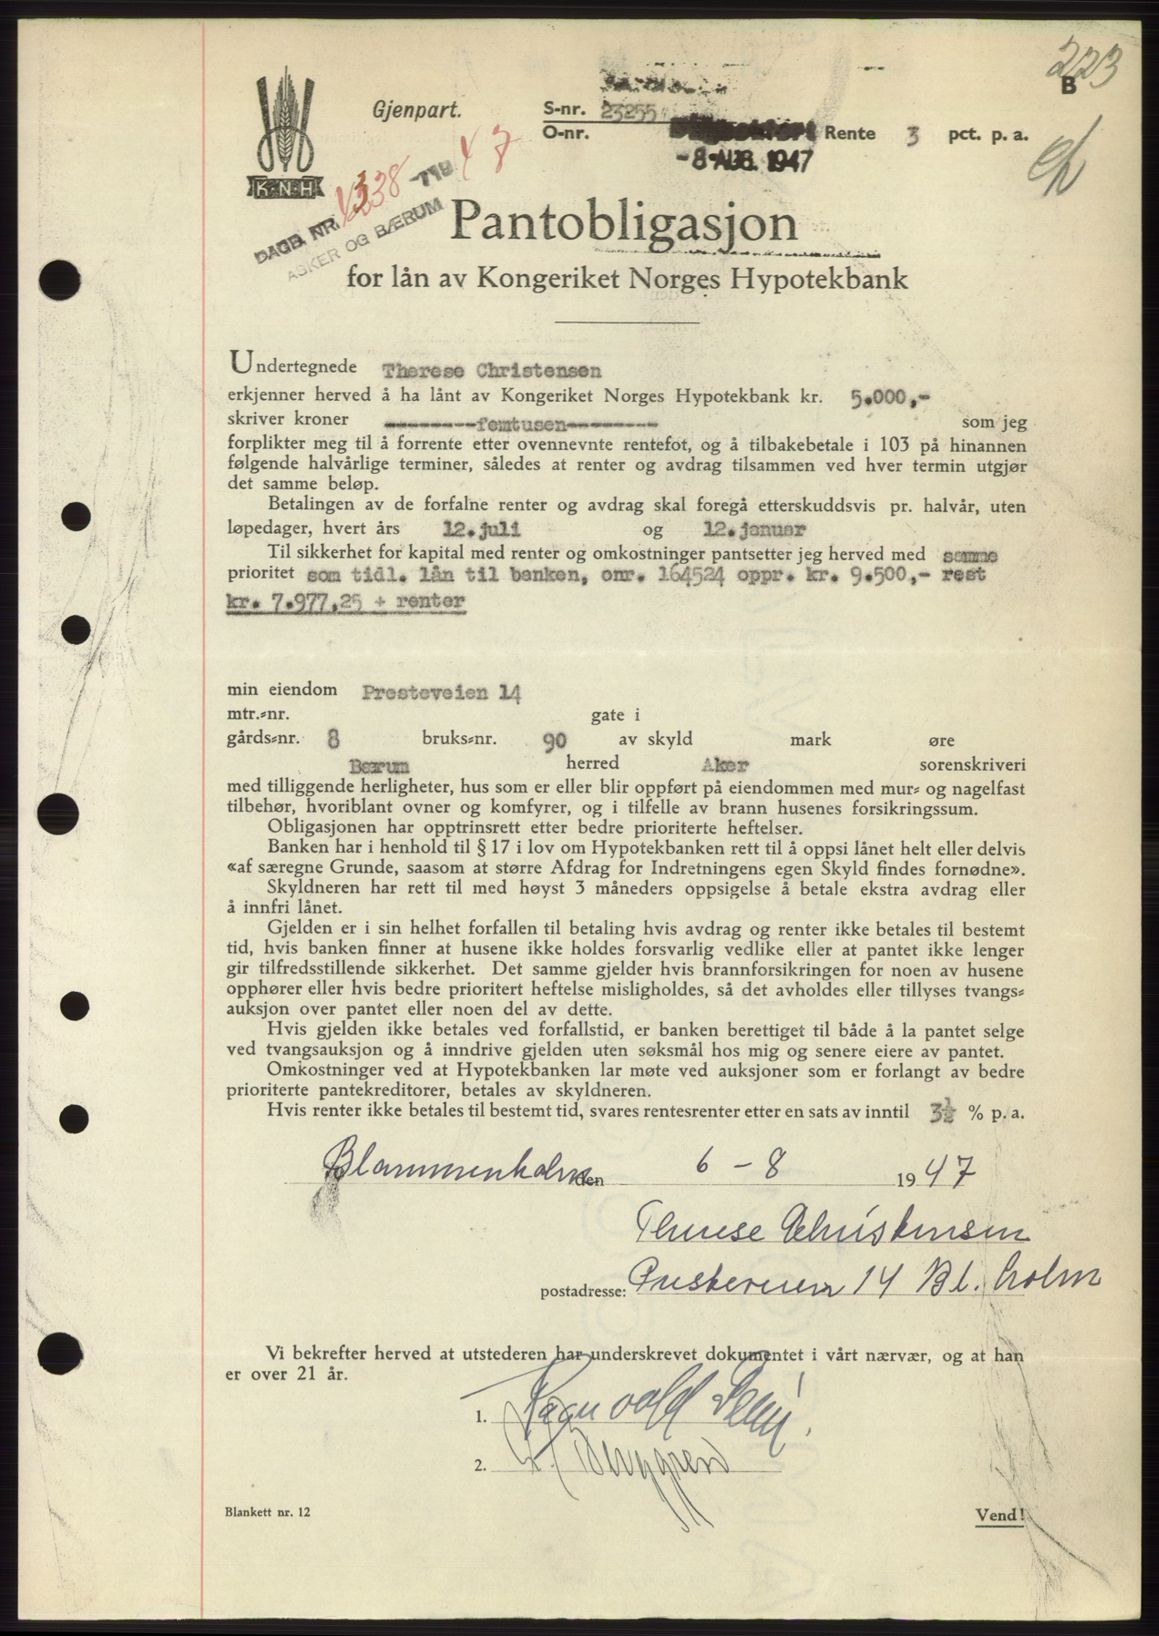 223
B
Gjenpart.
S-nr. 23255
O-nr. Rente 3 pct. p. a.
-8 AUG. 1947
K.N.H
DAGB. NR. -719 47
ASKER OG BÆRUM
Pantobligasjon
for lån av Kongeriket Norges Hypotekbank
Undertegnede Therese Christensen
erkjenner herved å ha lånt av Kongeriket Norges Hypotekbank kr. 5.000,-
skriver kroner ---------femtusen--------- som jeg
forplikter meg til å forrente etter ovennevnte rentefot, og å tilbakebetale i 103 på hinannen
følgende halvårlige terminer, således at renter og avdrag tilsammen ved hver termin utgjør
det samme beløp.
Betalingen av de forfalne renter og avdrag skal foregå etterskuddsvis pr. halvår, uten
løpedager, hvert års 12.juli og 12.januar
Til sikkerhet for kapital med renter og omkostninger pantsetter jeg herved med samme
prioritet som tidl. lån til banken, onr. 164524 oppr. kr. 9.500,- rest
kr. 7.977,25 + renter
min eiendom Presteveien 14
mtr.-nr. gate i
gårds-nr. 8 bruks-nr. 90 av skyld mark øre
Bærum herred Aker sorenskriveri
med tilliggende herligheter, hus som er eller blir oppført på eiendommen med mur- og nagelfast
tilbehør, hvoriblant ovner og komfyrer, og i tilfelle av brann husenes forsikringssum.
Obligasjonen har opptrinsrett etter bedre prioriterte heftelser.
Banken har i henhold til § 17 i lov om Hypotekbanken rett til å oppsi lånet helt eller delvis
«af særegne Grunde, saasom at større Afdrag for Indretningens egen Skyld findes fornødne».
Skyldneren har rett til med høyst 3 måneders oppsigelse å betale ekstra avdrag eller
å innfri lånet.
Gjelden er i sin helhet forfallen til betaling hvis avdrag og renter ikke betales til bestemt
tid, hvis banken finner at husene ikke holdes forsvarlig vedlike eller at pantet ikke lenger
gir tilfredsstillende sikkerhet. Det samme gjelder hvis brannforsikringen for noen av husene
opphører eller hvis bedre prioritert heftelse misligholdes, så det avholdes eller tillyses tvangs-
auksjon over pantet eller noen del av dette.
Hvis gjelden ikke betales ved forfallstid, er banken berettiget til både å la pantet selge
ved tvangsauksjon og å inndrive gjelden uten søksmål hos mig og senere eiere av pantet.
Omkostninger ved at Hypotekbanken lar møte ved auksjoner som er forlangt av bedre
prioriterte pantekreditorer, betales av skyldneren.
Hvis renter ikke betales til bestemt tid, svares rentesrenter etter en sats av inntil 3½ % p. a.
Blommenholm den 6 - 8 1947
Therese Christensen
postadresse: Presteveien 14 Bl. holm
Vi bekrefter herved at utstederen har underskrevet dokumentet i vårt nærvær, og at han
er over 21 år.
1. Ragnvald
2. Berggren
Blankett nr. 12 Vend!